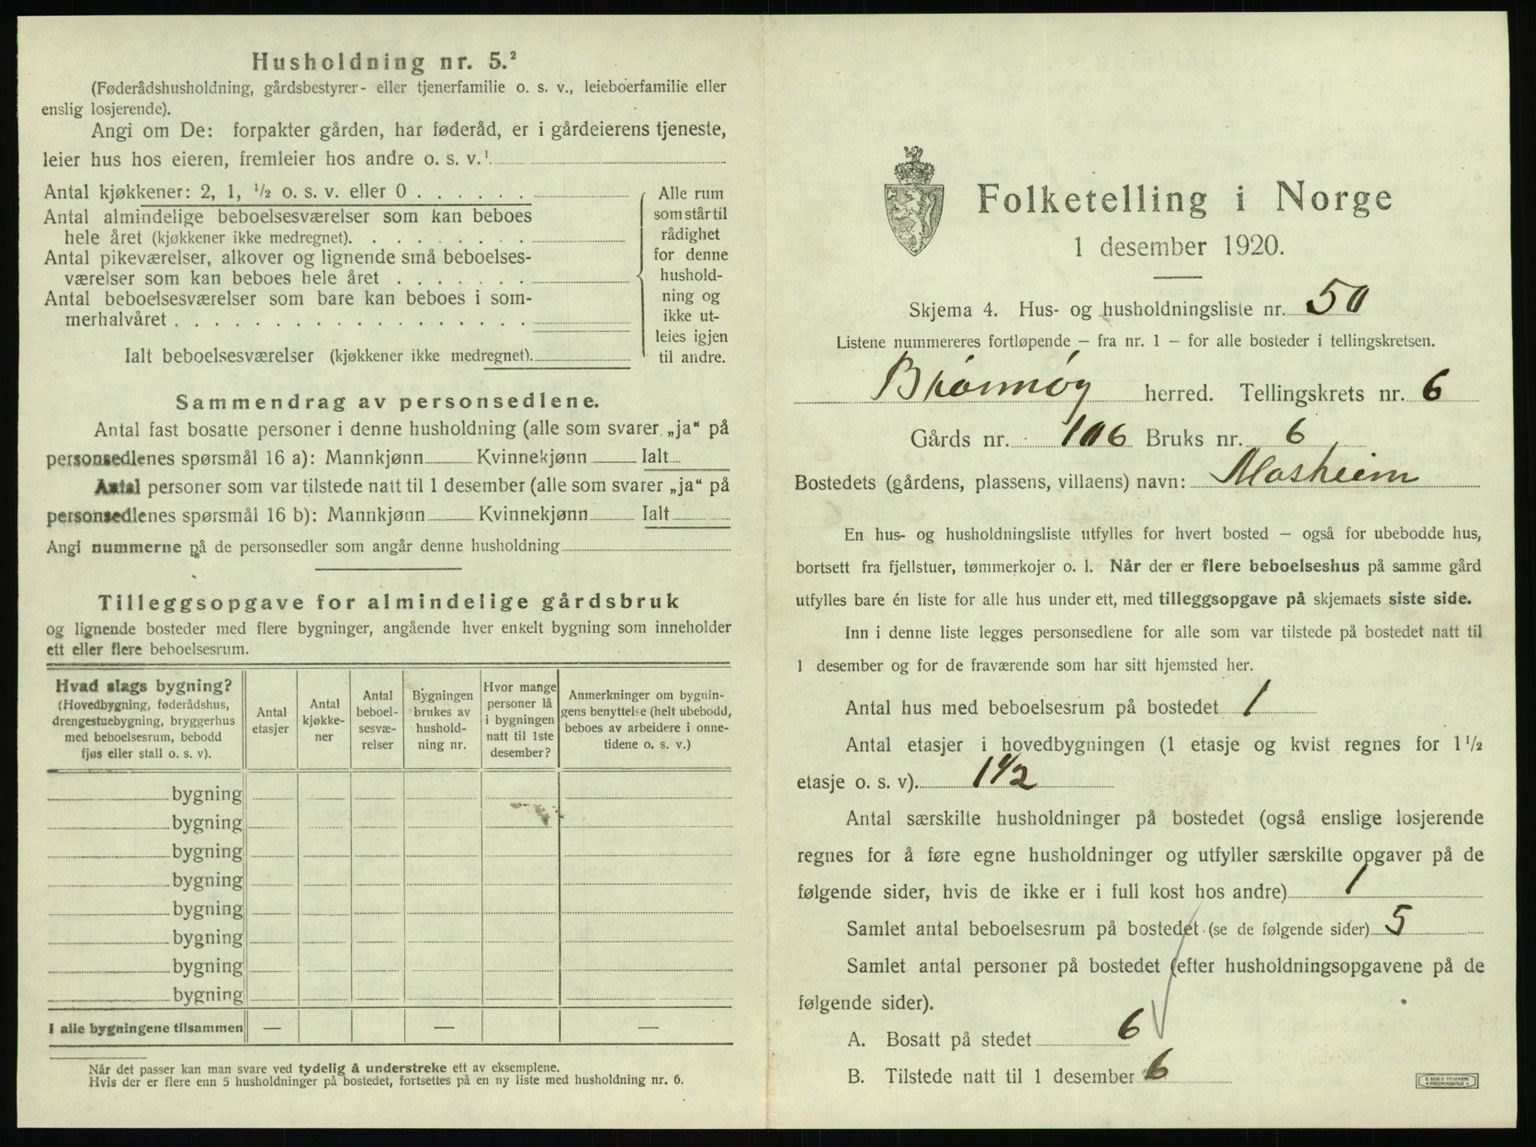 Husholdning nr. 5.²
(Føderådshusholdning, gårdsbestyrer- eller tjenerfamilie o. s. v., leieboerfamilie eller
enslig losjerende).
Angi om De: forpakter gården, har føderåd, er i gårdeierens tjeneste,
leier hus hos eieren, fremleier hos andre o. s. v.¹
Antal kjøkkener: 2, 1, ½ o. s. v. eller 0 . . . . . .
Antal almindelige beboelsesværelser som kan beboes
hele året (kjøkkener ikke medregnet). . . . . . . . .
Antal pikeværelser, alkover og lignende små beboelses-
værelser som kan beboes hele året . . . . . . .
Antal beboelsesværelser som bare kan beboes i som-
merhalvåret . . . . . . . . . . . . . . . . . .
Ialt beboelsesværelser (kjøkkener ikke medregnet).
Alle rum
som står til
rådighet
for denne
hushold-
ning og
ikke ut-
leies igjen
til andre.
Sammendrag av personsedlene.
Antal fast bosatte personer i denne husholdning (alle som svarer „ja“ på
personsedlenes spørsmål 16 a): Mannkjønn Kvinnekjønn Ialt
Antal personer som var tilstede natt til 1 desember (alle som svarer „ja“ på
personsedlenes spørsmål 16 b): Mannkjønn Kvinnekjønn Ialt
Angi nummerne på de personsedler som angår denne husholdning
Tilleggsopgave for almindelige gårdsbruk
og lignende bosteder med flere bygninger, angående hver enkelt bygning som inneholder
ett eller flere beboelsesrum.
Hvad slags bygning?
(Hovedbygning, føderådshus,
drengestuebygning, bryggerhus
med beboelsesrum, bebodd
fjøs eller stall o. s. v).
Antal
etasjer
Antal
kjøkke-
ner
Antal
beboel-
sesvæ-
relser
Bygningen
brukes av
hushold-
ning nr.
Hvor mange
personer lå
i bygningen
natt til 1ste
desember?
Anmerkninger om bygnin-
gens benyttelse (helt ubebodd,
beboes av arbeidere i onne-
tidene o. s. v.)
bygning
bygning
bygning
bygning
bygning
bygning
bygning
bygning
I alle bygningene tilsammen — — —
Når det passer kan man svare ved tydelig å understreke ett av eksemplene.
Hvis der er flere enn 5 husholdninger på bostedet, fortsettes på en ny liste med husholdning nr. 6.
Folketelling i Norge
1 desember 1920.
Skjema 4. Hus- og husholdningsliste nr. 50
Listene nummereres fortløpende – fra nr. 1 – for alle bosteder i tellingskretsen.
Brønnøy herred. Tellingskrets nr. 6
Gårds nr. 106 Bruks nr. 6
Bostedets (gårdens, plassens, villaens) navn: Mosheim
En hus- og husholdningsliste utfylles for hvert bosted – også for ubebodde hus,
bortsett fra fjellstuer, tømmerkojer o. l. Når der er flere beboelseshus på samme gård
utfylles bare én liste for alle hus under ett, med tilleggsopgave på skjemaets siste side.
Inn i denne liste legges personsedlene for alle som var tilstede på bostedet natt til
1 desember og for de fraværende som har sitt hjemsted her.
Antal hus med beboelsesrum på bostedet 1
Antal etasjer i hovedbygningen (1 etasje og kvist regnes for 1½
etasje o. s. v). 1½
Antal særskilte husholdninger på bostedet (også enslige losjerende
regnes for å føre egne husholdninger og utfyller særskilte opgaver på de
følgende sider, hvis de ikke er i full kost hos andre) 1
Samlet antal beboelsesrum på bostedet (se de følgende sider) 5
Samlet antal personer på bostedet (efter husholdningsopgavene på de
følgende sider).
A. Bosatt på stedet 6
B. Tilstede natt til 1 desember 6